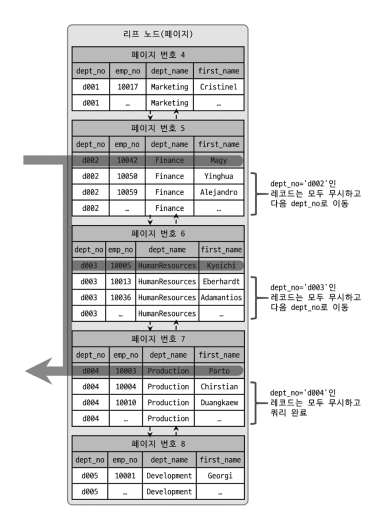 리프 노드(페이지)
페이지 번호 4
dept_no emp_no dept_name first_name
d001 10017 Marketing Cristinel
d001 … Marketing …
페이지 번호 5
dept_no emp_no dept_name first_name
d002 10042 Finance Magy
d002 10050 Finance Yinghua
d002 10059 Finance Alejandro
d002 … Finance …
dept_no='d002'인
레코드는 모두 무시하고
다음 dept_no로 이동
페이지 번호 6
dept_no emp_no dept_name first_name
d003 10005 HumanResources Kyoichi
d003 10013 HumanResources Eberhardt
d003 10036 HumanResources Adamantios
d003 … HumanResources …
dept_no='d003'인
레코드는 모두 무시하고
다음 dept_no로 이동
페이지 번호 7
dept_no emp_no dept_name first_name
d004 10003 Production Parto
d004 10004 Production Chirstian
d004 10010 Production Duangkaew
d004 … Production …
dept_no='d004'인
레코드는 모두 무시하고
쿼리 완료
페이지 번호 8
dept_no emp_no dept_name first_name
d005 10001 Development Georgi
d005 … Development …